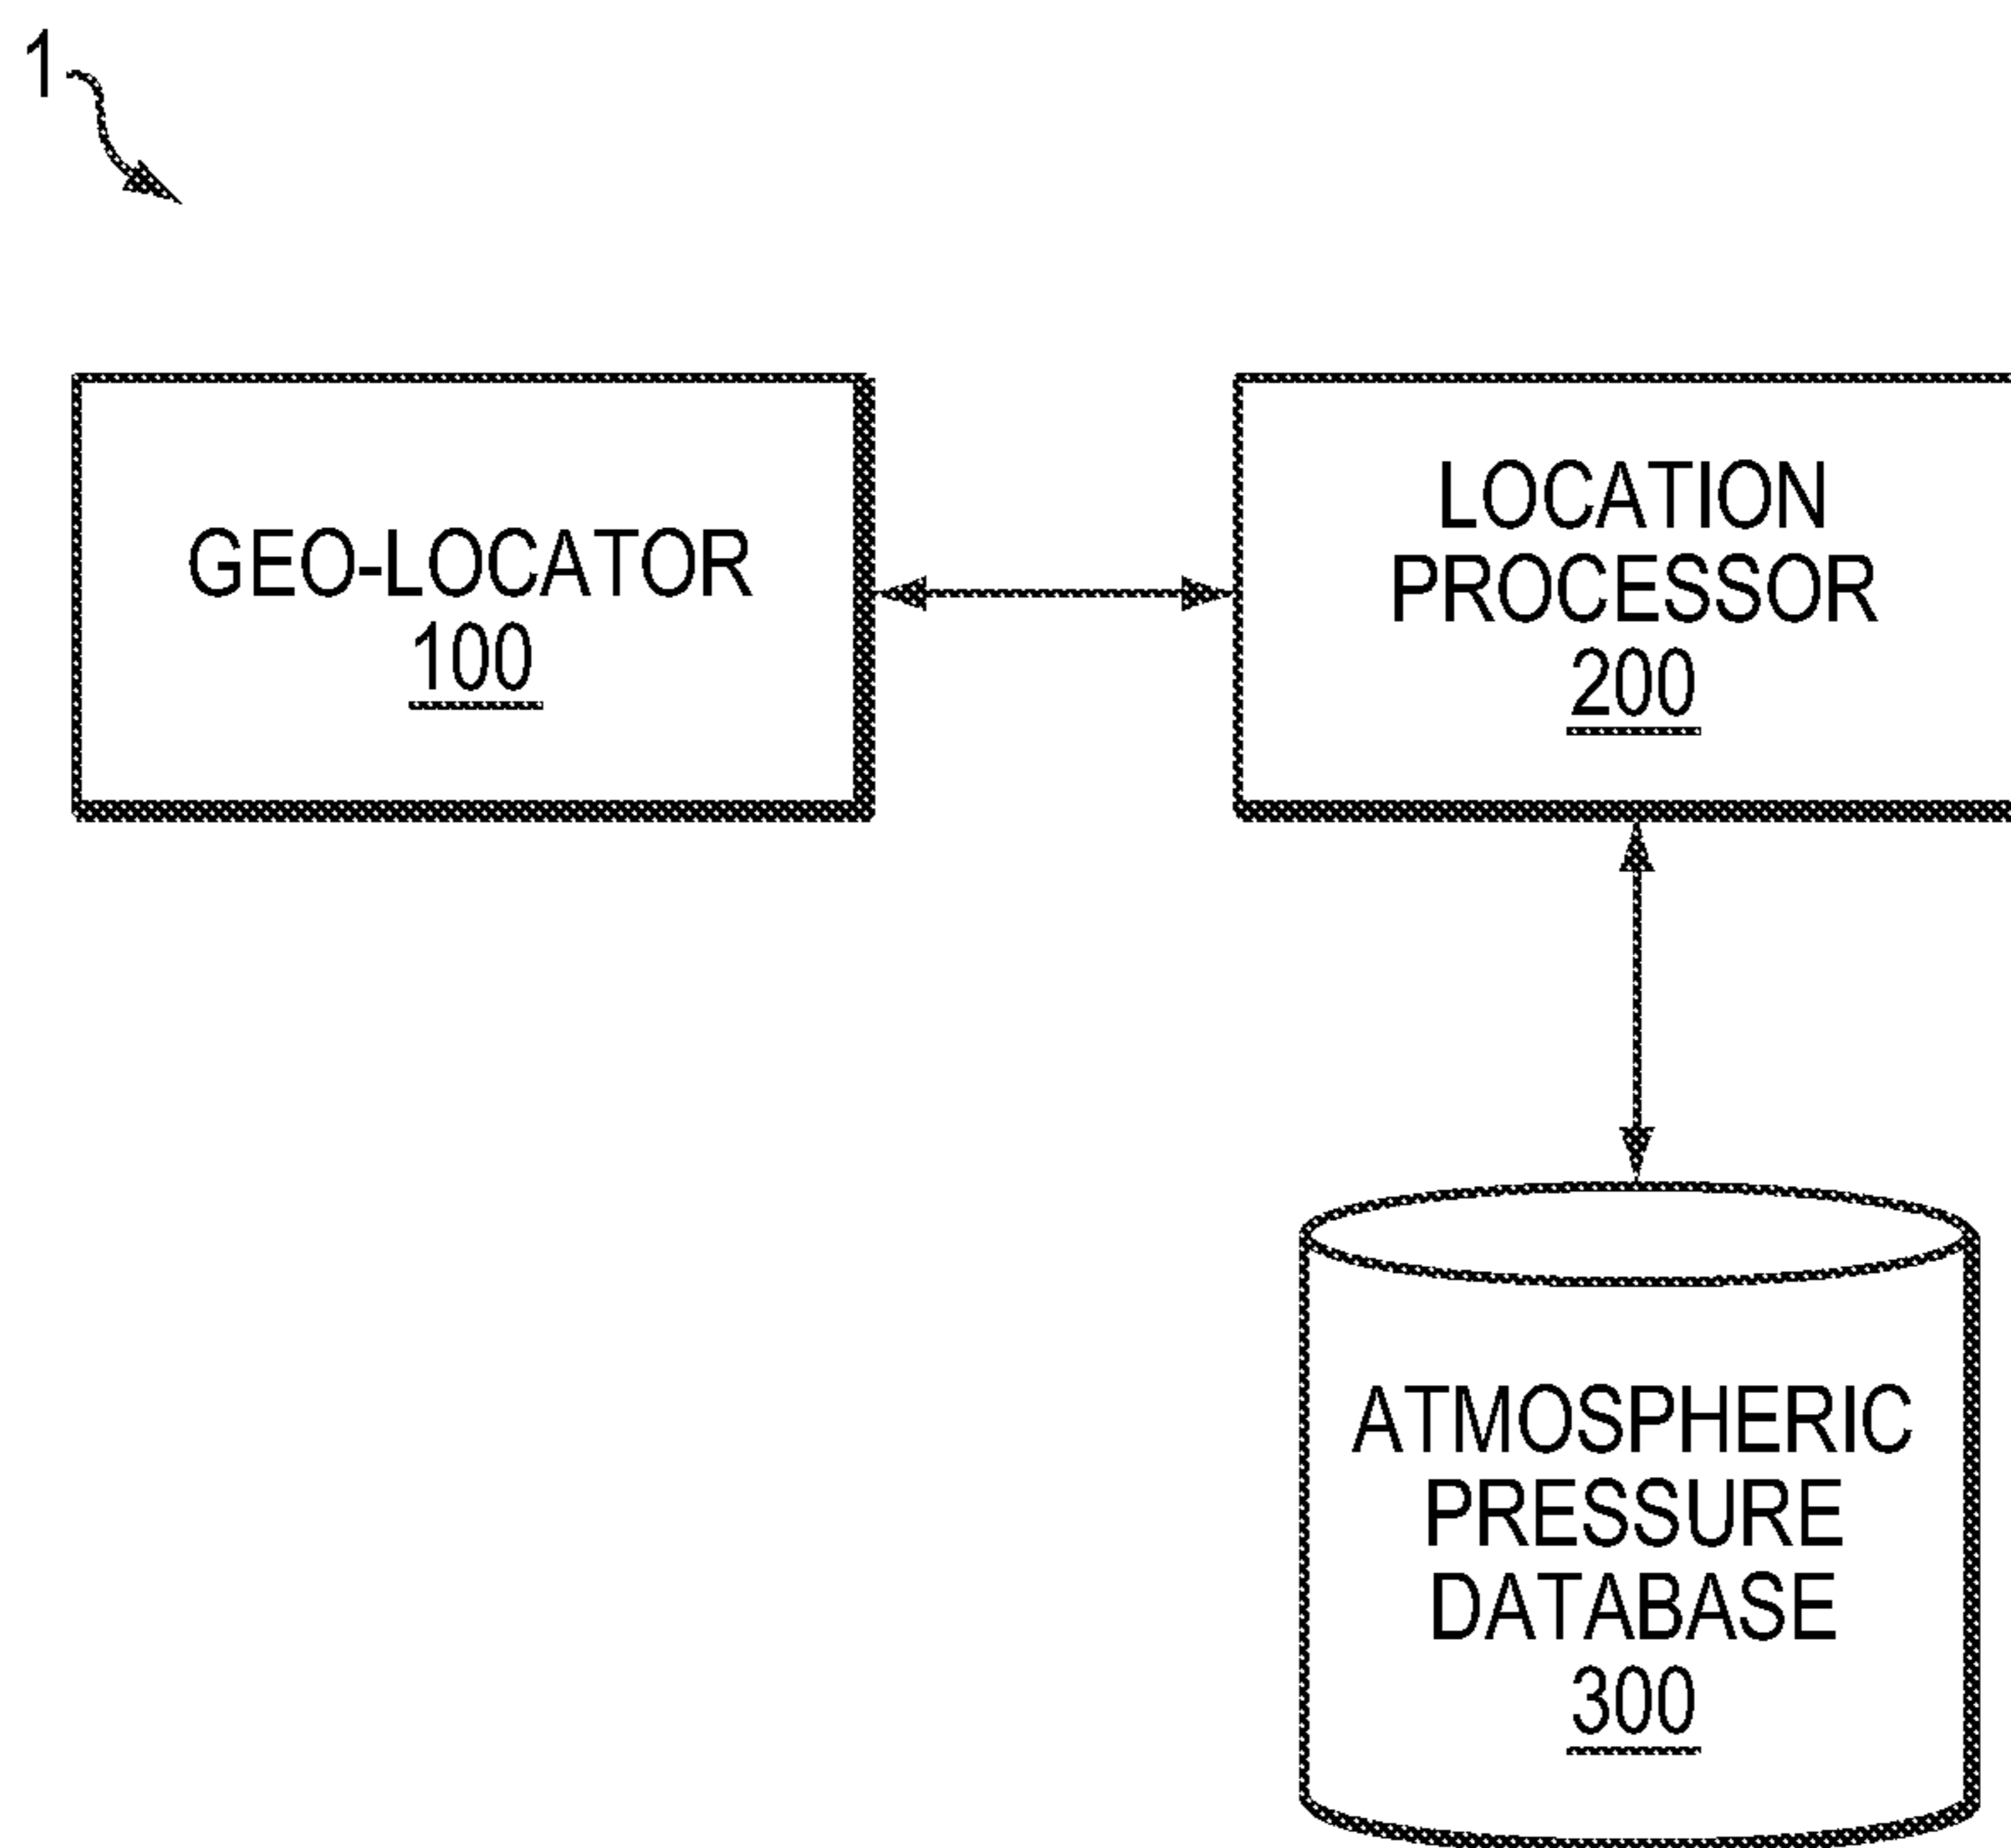 1
GEO-LOCATOR
100
LOCATION
PROCESSOR
200
ATMOSPHERIC
PRESSURE
DATABASE
300